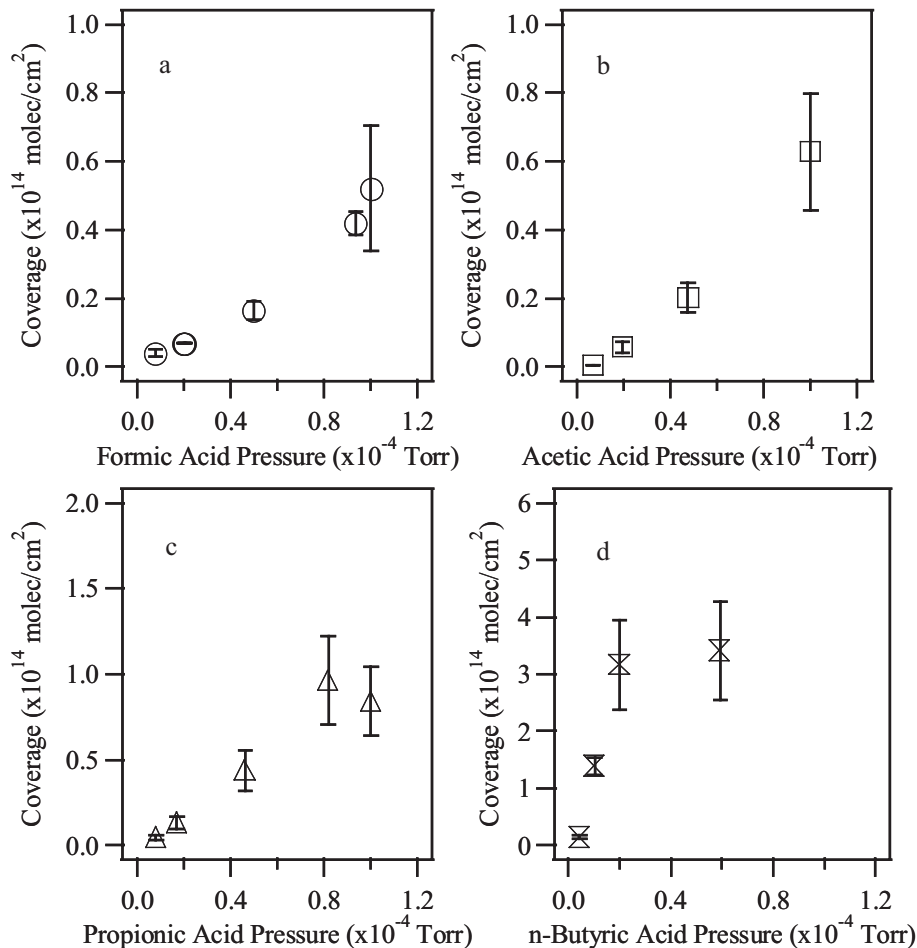 1.0
0.8
0.6
0.4
0.2
0.0
Coverage (x10^14 molec/cm^2)
a
0.0 0.4 0.8 1.2
Formic Acid Pressure (x10^-4 Torr)
1.0
0.8
0.6
0.4
0.2
0.0
Coverage (x10^14 molec/cm^2)
b
0.0 0.4 0.8 1.2
Acetic Acid Pressure (x10^-4 Torr)
2.0
1.5
1.0
0.5
0.0
Coverage (x10^14 molec/cm^2)
c
0.0 0.4 0.8 1.2
Propionic Acid Pressure (x10^-4 Torr)
6
5
4
3
2
1
0
Coverage (x10^14 molec/cm^2)
d
0.0 0.4 0.8 1.2
n-Butyric Acid Pressure (x10^-4 Torr)